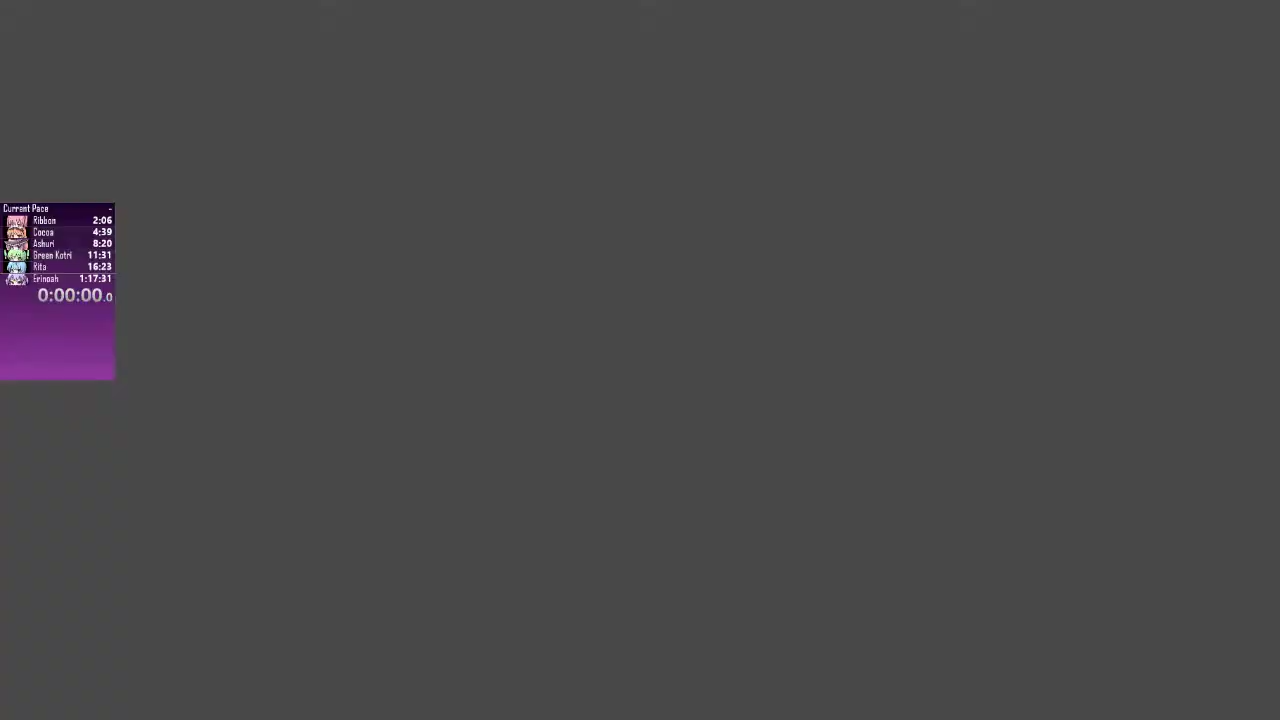 Current Pace -
Ribbon 2:06
Cocoa 4:39
Ashuri 8:20
Green Kotri 11:31
Rita 16:23
Erinoah 1:17:31
0:00:00.0